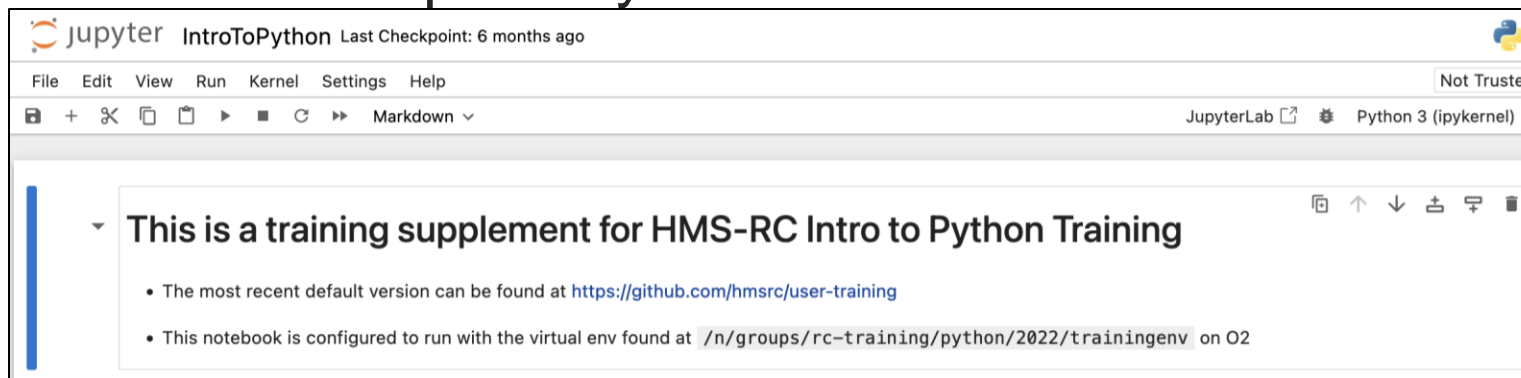 jupyter IntroToPython Last Checkpoint: 6 months ago
File Edit View Run Kernel Settings Help
Not Truste
Markdown
JupyterLab
Python 3 (ipykernel)
This is a training supplement for HMS-RC Intro to Python Training
• The most recent default version can be found at https://github.com/hmsrc/user-training
• This notebook is configured to run with the virtual env found at /n/groups/rc-training/python/2022/trainingenv on O2